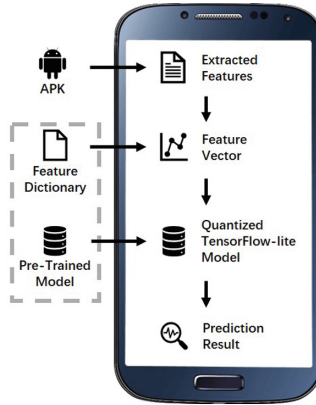 APK
Extracted
Features
Feature
Dictionary
Feature
Vector
Pre-Trained
Model
Quantized
TensorFlow-lite
Model
Prediction
Result